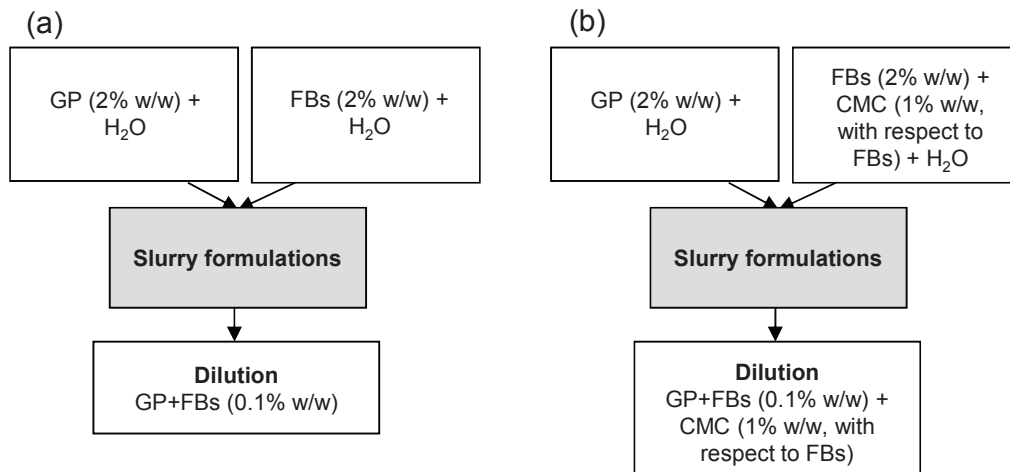 (a)
GP (2% w/w) +
H₂O
FBs (2% w/w) +
H₂O
Slurry formulations
Dilution
GP+FBs (0.1% w/w)
(b)
GP (2% w/w) +
H₂O
FBs (2% w/w) +
CMC (1% w/w,
with respect to
FBs) + H₂O
Slurry formulations
Dilution
GP+FBs (0.1% w/w) +
CMC (1% w/w, with
respect to FBs)